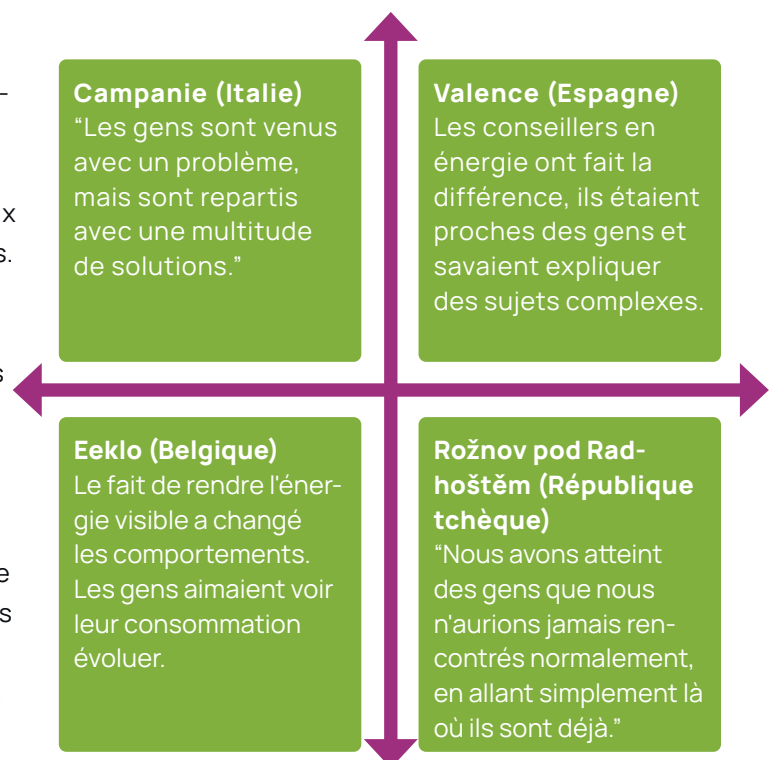 -
x
s.
s
e
s
Campanie (Italie)
“Les gens sont venus
avec un problème,
mais sont repartis
avec une multitude
de solutions.”
Valence (Espagne)
Les conseillers en
énergie ont fait la
différence, ils étaient
proches des gens et
savaient expliquer
des sujets complexes.
Eeklo (Belgique)
Le fait de rendre l'éner-
gie visible a changé
les comportements.
Les gens aimaient voir
leur consommation
évoluer.
Rožnov pod Rad-
hoštěm (République
tchèque)
“Nous avons atteint
des gens que nous
n'aurions jamais ren-
contrés normalement,
en allant simplement là
où ils sont déjà.”